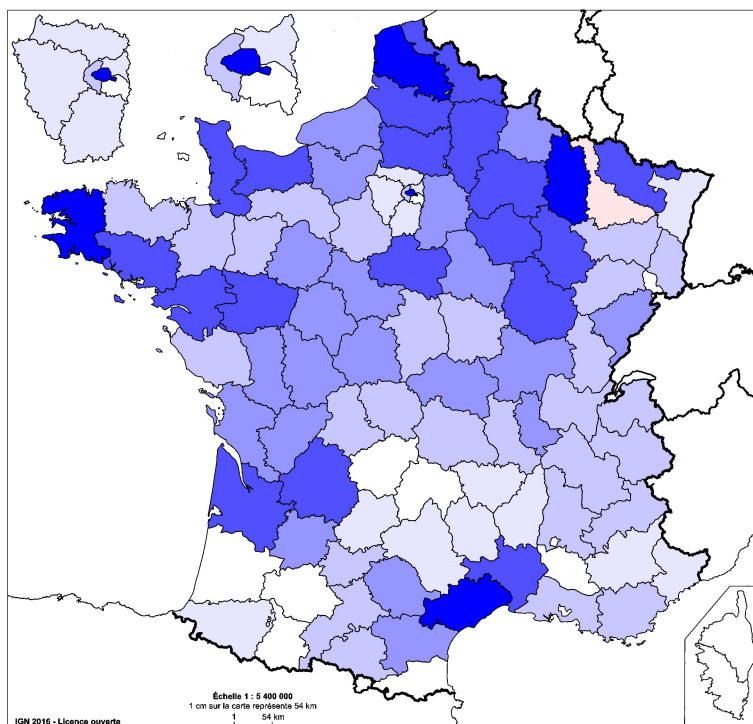 Échelle 1 : 5 400 000
1 cm sur la carte représente 54 km
1 54 km
IGN 2016 - Licence ouverte